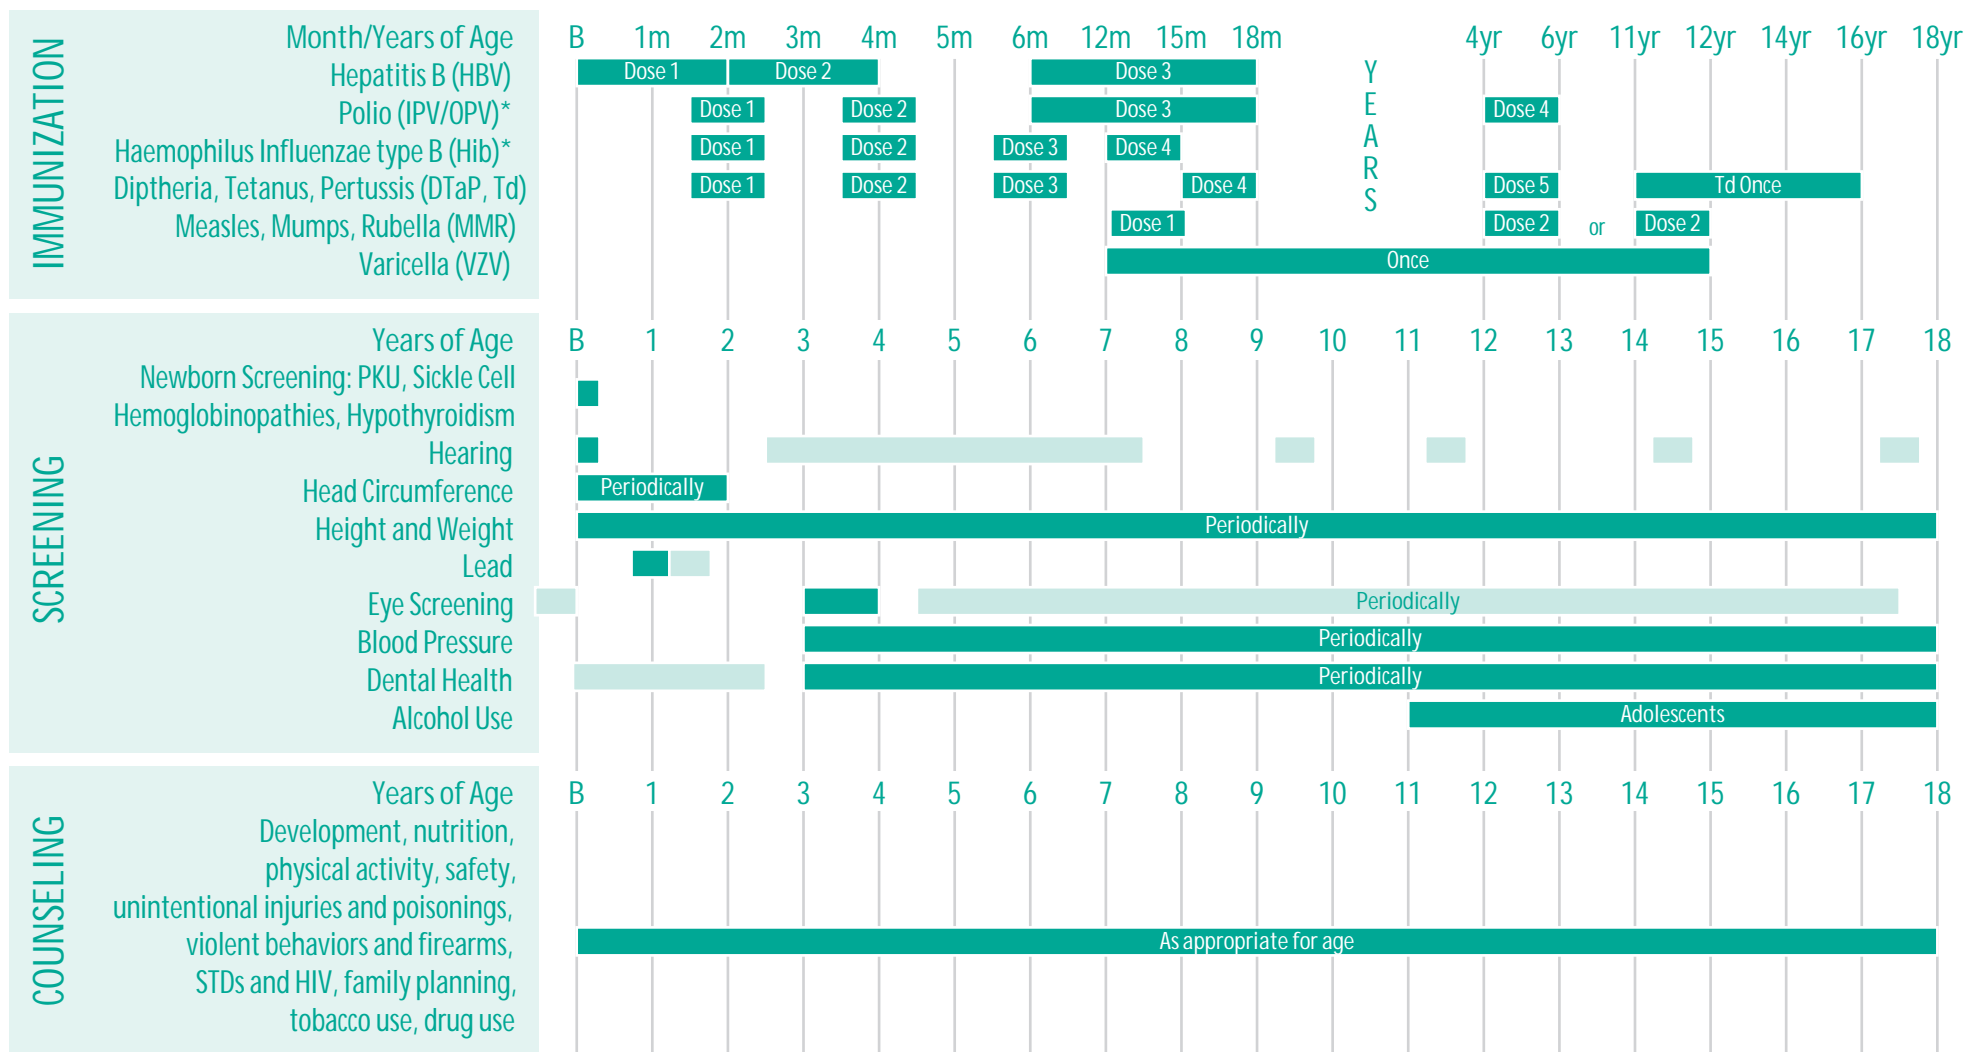 IMMUNIZATION
Month/Years of Age B 1m 2m 3m 4m 5m 6m 12m 15m 18m 4yr 6yr 11yr 12yr 14yr 16yr 18yr
YEARS
Hepatitis B (HBV) Dose 1 Dose 2 Dose 3
Polio (IPV/OPV)* Dose 1 Dose 2 Dose 3 Dose 4
Haemophilus Influenzae type B (Hib)* Dose 1 Dose 2 Dose 3 Dose 4
Diptheria, Tetanus, Pertussis (DTaP, Td) Dose 1 Dose 2 Dose 3 Dose 4 Dose 5 Td Once
Measles, Mumps, Rubella (MMR) Dose 1 Dose 2 or Dose 2
Varicella (VZV) Once
SCREENING
Years of Age B 1 2 3 4 5 6 7 8 9 10 11 12 13 14 15 16 17 18
Newborn Screening: PKU, Sickle Cell
Hemoglobinopathies, Hypothyroidism
Hearing
Head Circumference Periodically
Height and Weight Periodically
Lead
Eye Screening Periodically
Blood Pressure Periodically
Dental Health Periodically
Alcohol Use Adolescents
COUNSELING
Years of Age B 1 2 3 4 5 6 7 8 9 10 11 12 13 14 15 16 17 18
Development, nutrition,
physical activity, safety,
unintentional injuries and poisonings,
violent behaviors and firearms, As appropriate for age
STDs and HIV, family planning,
tobacco use, drug use